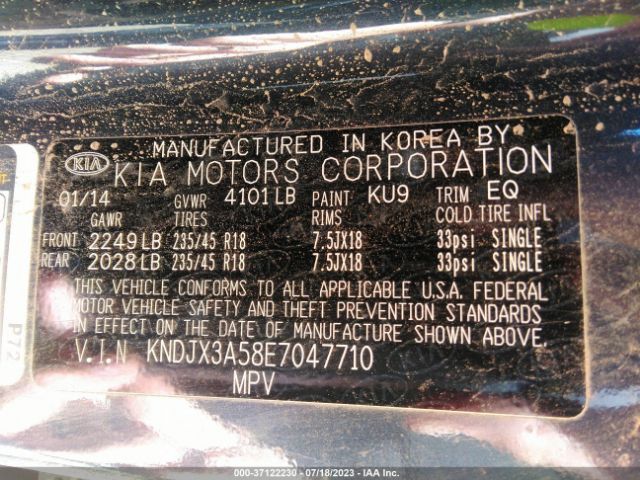 MANUFACTURED IN KOREA BY
KIA KIA MOTORS CORPORATION
01/14 GVWR 4101LB PAINT KU9 TRIM EQ
GAWR TIRES RIMS COLD TIRE INFL
FRONT 2249LB 235/45 R18 7.5JX18 33psi SINGLE
REAR 2028LB 235/45 R18 7.5JX18 33psi SINGLE
THIS VEHICLE CONFORMS TO ALL APPLICABLE U.S.A. FEDERAL
MOTOR VEHICLE SAFETY AND THEFT PREVENTION STANDARDS
IN EFFECT ON THE DATE OF MANUFACTURE SHOWN ABOVE.
V.I.N KNDJX3A58E7047710
MPV
P72
000-37122230 - 07/18/2023 - IAA Inc.